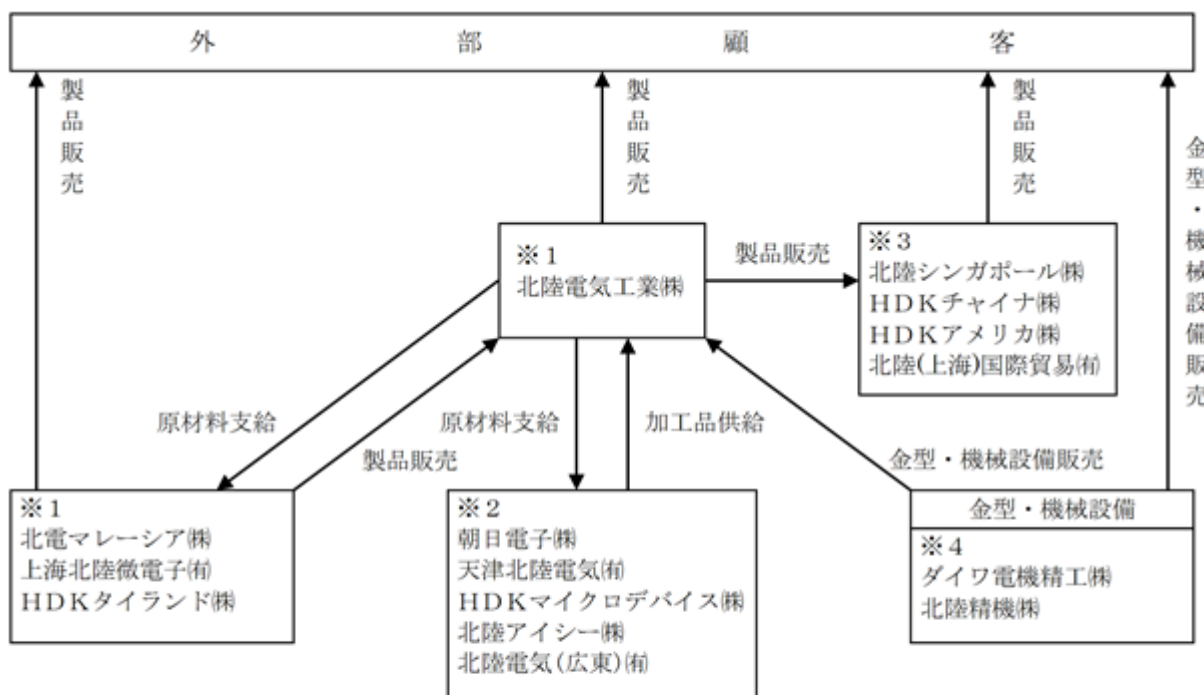 外部顧客
製品販売
製品販売
製品販売
金型・機械設備販売
※1
北陸電気工業㈱
製品販売
※3
北陸シンガポール㈱
HDKチャイナ㈱
HDKアメリカ㈱
北陸(上海)国際貿易㈲
原材料支給
製品販売
原材料支給
加工品供給
金型・機械設備販売
※1
北電マレーシア㈱
上海北陸微電子㈲
HDKタイランド㈱
※2
朝日電子㈱
天津北陸電気㈲
HDKマイクロデバイス㈱
北陸アイシー㈱
北陸電気(広東)㈲
金型・機械設備
※4
ダイワ電機精工㈱
北陸精機㈱